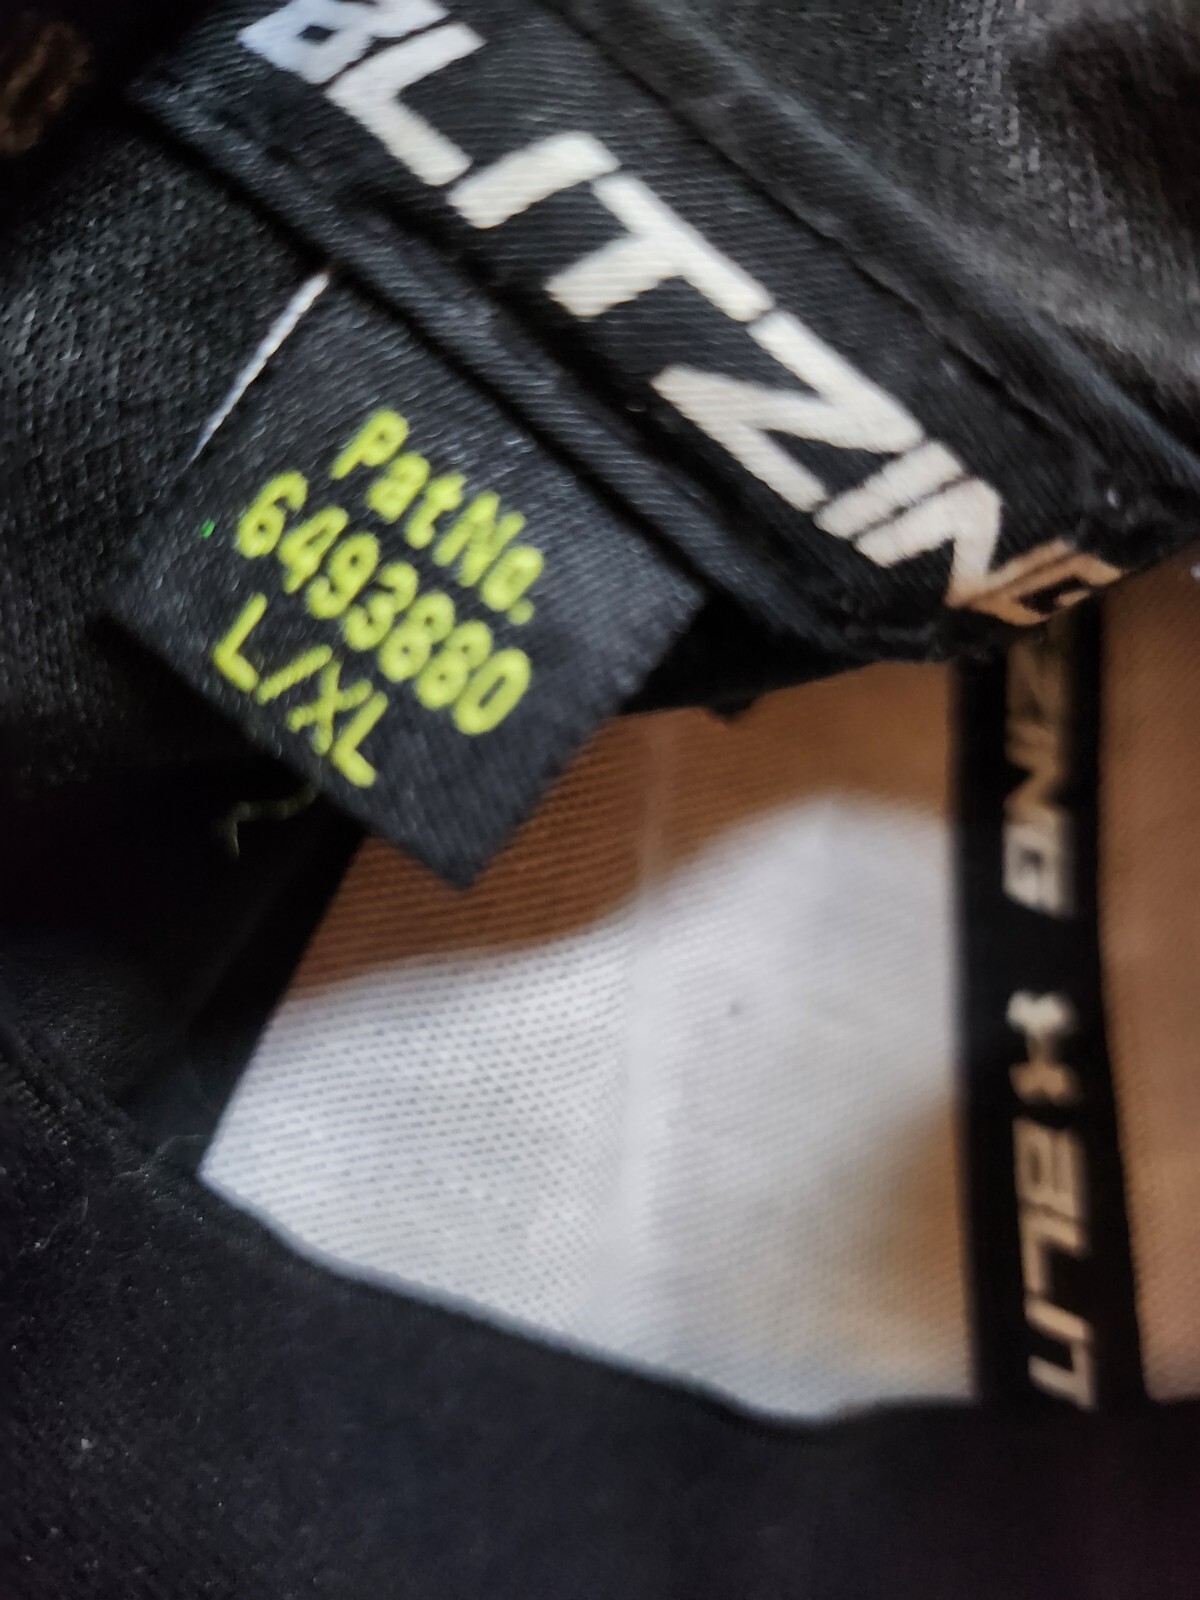 BLITZING
PatNo.
6493880
L/XL
ZING BLIT